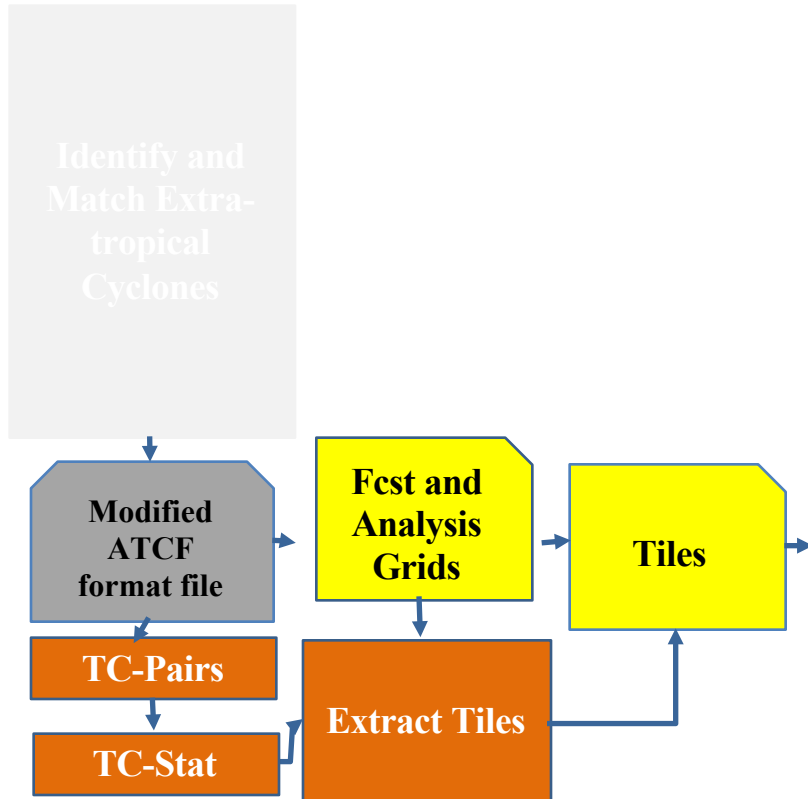 Identify and
Match Extra-
tropical
Cyclones
Modified
ATCF
format file
Fcst and
Analysis
Grids
Tiles
TC-Pairs
TC-Stat
Extract Tiles